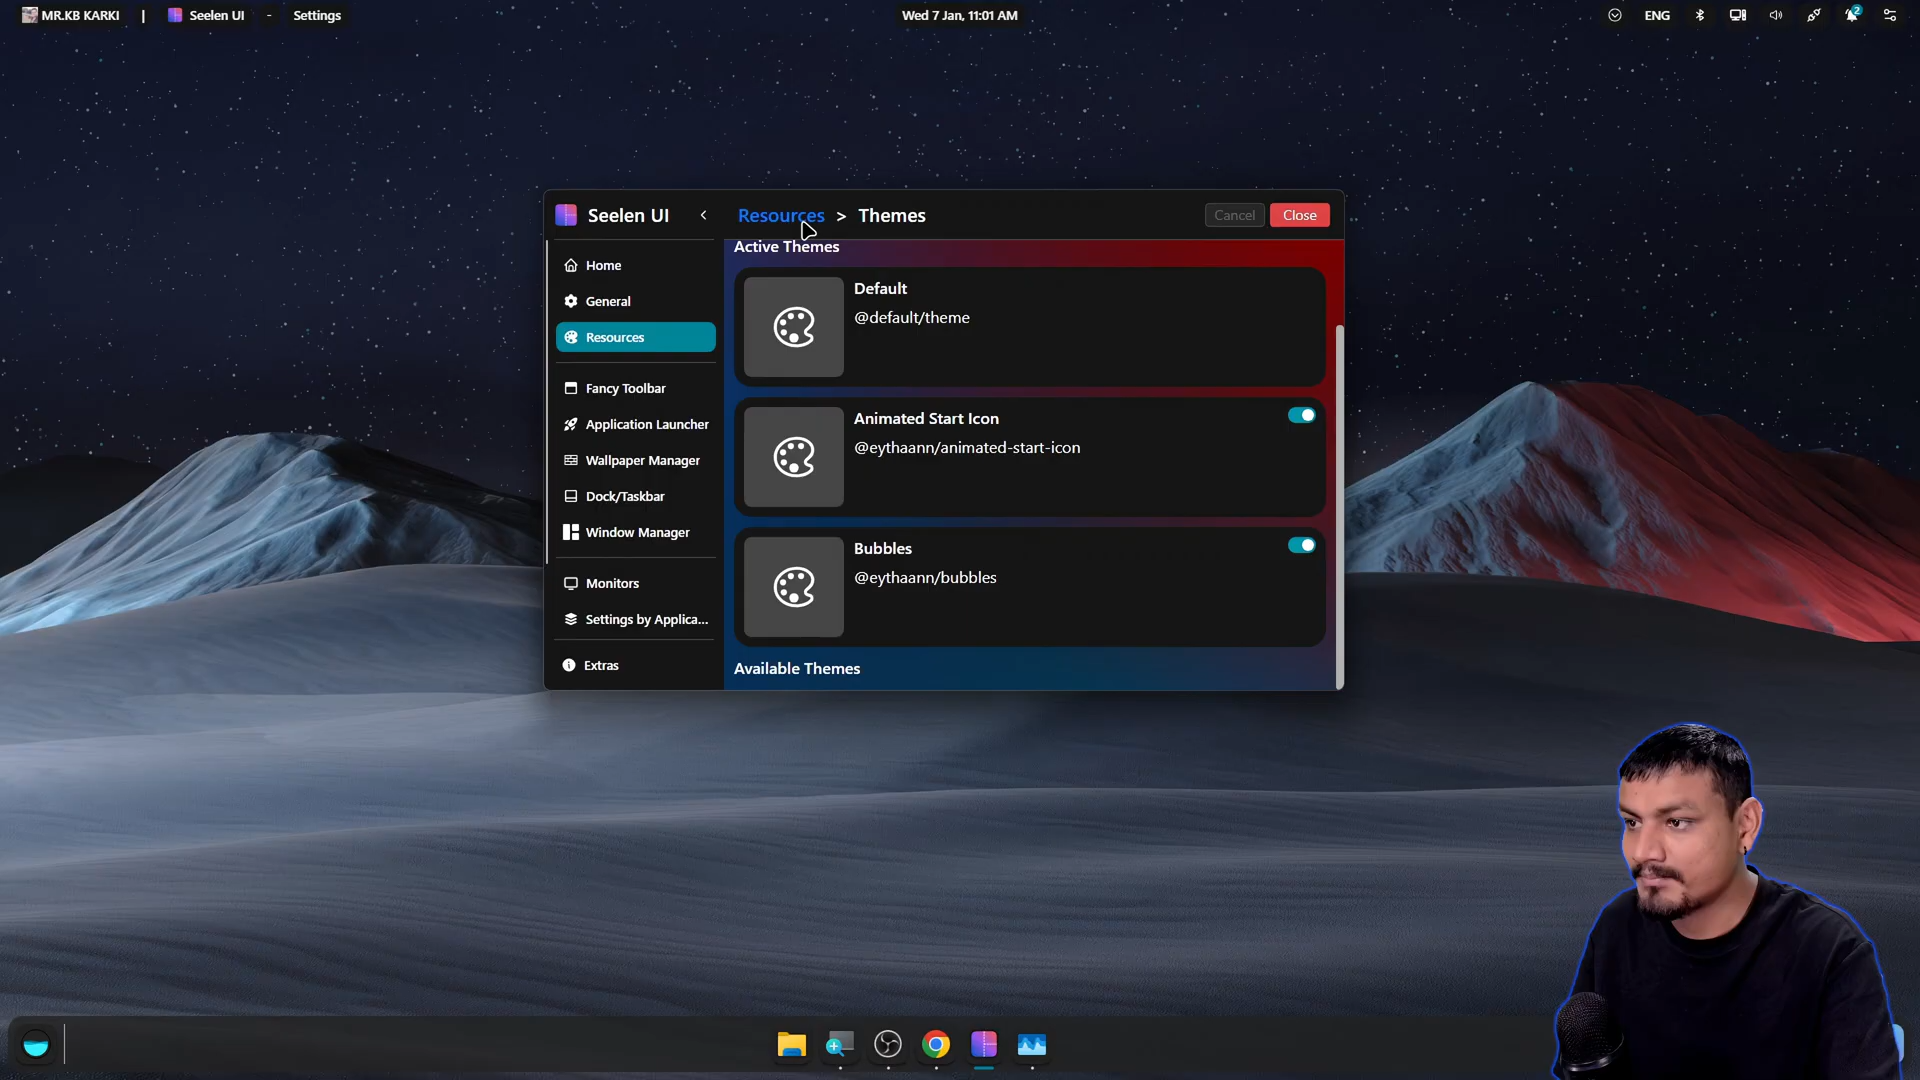 MR.KB KARKI | Seelen UI - Settings
Wed 7 Jan, 11:01 AM
ENG
2
Seelen UI
Resources > Themes
Cancel
Close
Home
General
Resources
Fancy Toolbar
Application Launcher
Wallpaper Manager
Dock/Taskbar
Window Manager
Monitors
Settings by Applica...
Extras
Active Themes
Default
@default/theme
Animated Start Icon
@eythaann/animated-start-icon
Bubbles
@eythaann/bubbles
Available Themes